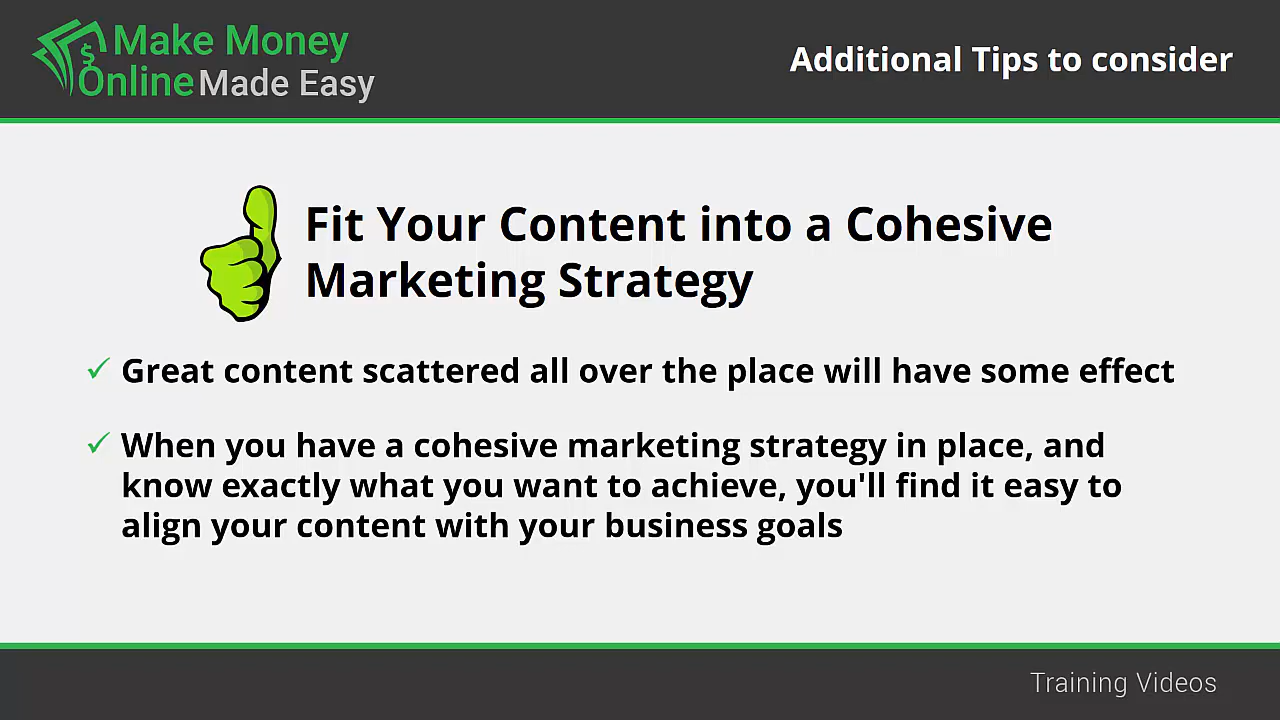 Make Money
Online Made Easy
Additional Tips to consider
Fit Your Content into a Cohesive
Marketing Strategy
Great content scattered all over the place will have some effect
When you have a cohesive marketing strategy in place, and
know exactly what you want to achieve, you'll find it easy to
align your content with your business goals
Training Videos